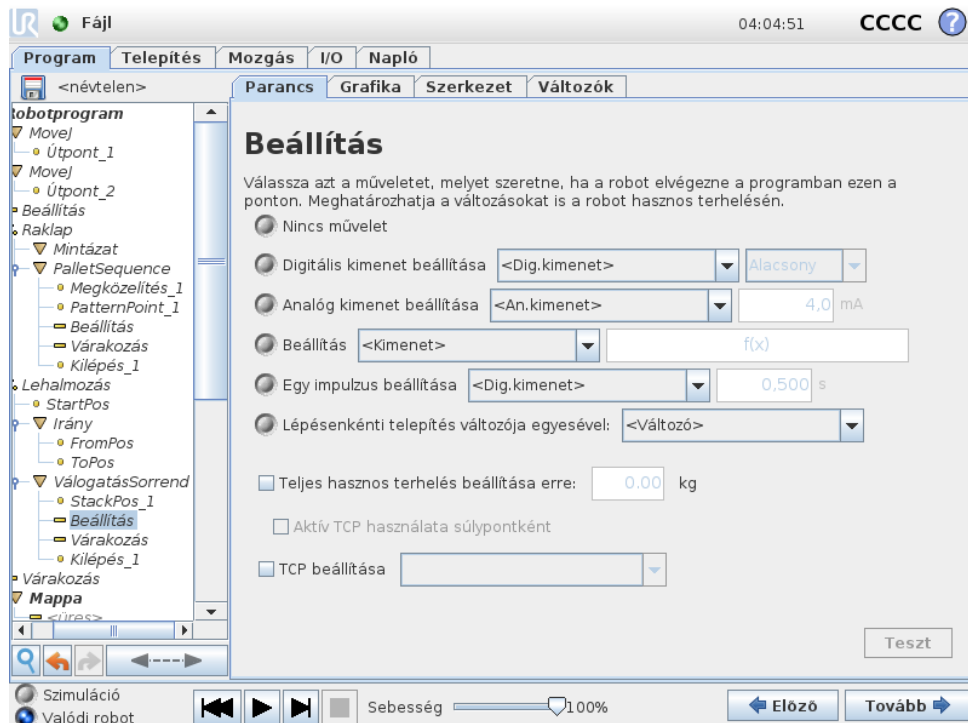 Fájl
04:04:51
CCCC
?
Program Telepítés Mozgás I/O Napló
<névtelen>
Parancs Grafika Szerkezet Változók
Robotprogram
MoveJ
Útpont_1
MoveJ
Útpont_2
Beállítás
Raklap
Mintázat
PalletSequence
Megközelítés_1
PatternPoint_1
Beállítás
Várakozás
Kilépés_1
Lehalmozás
StartPos
Irány
FromPos
ToPos
VálogatásSorrend
StackPos_1
Beállítás
Várakozás
Kilépés_1
Várakozás
Mappa
<üres>
Beállítás
Válassza azt a műveletet, melyet szeretne, ha a robot elvégezne a programban ezen a
ponton. Meghatározhatja a változásokat is a robot hasznos terhelésén.
Nincs művelet
Digitális kimenet beállítása <Dig.kimenet> Alacsony
Analóg kimenet beállítása <An.kimenet> 4,0 mA
Beállítás <Kimenet> f(x)
Egy impulzus beállítása <Dig.kimenet> 0,500 s
Lépésenkénti telepítés változója egyesével: <Változó>
Teljes hasznos terhelés beállítása erre: 0.00 kg
Aktív TCP használata súlypontként
TCP beállítása
Teszt
Szimuláció
Valódi robot
Sebesség 100%
Előző
Tovább